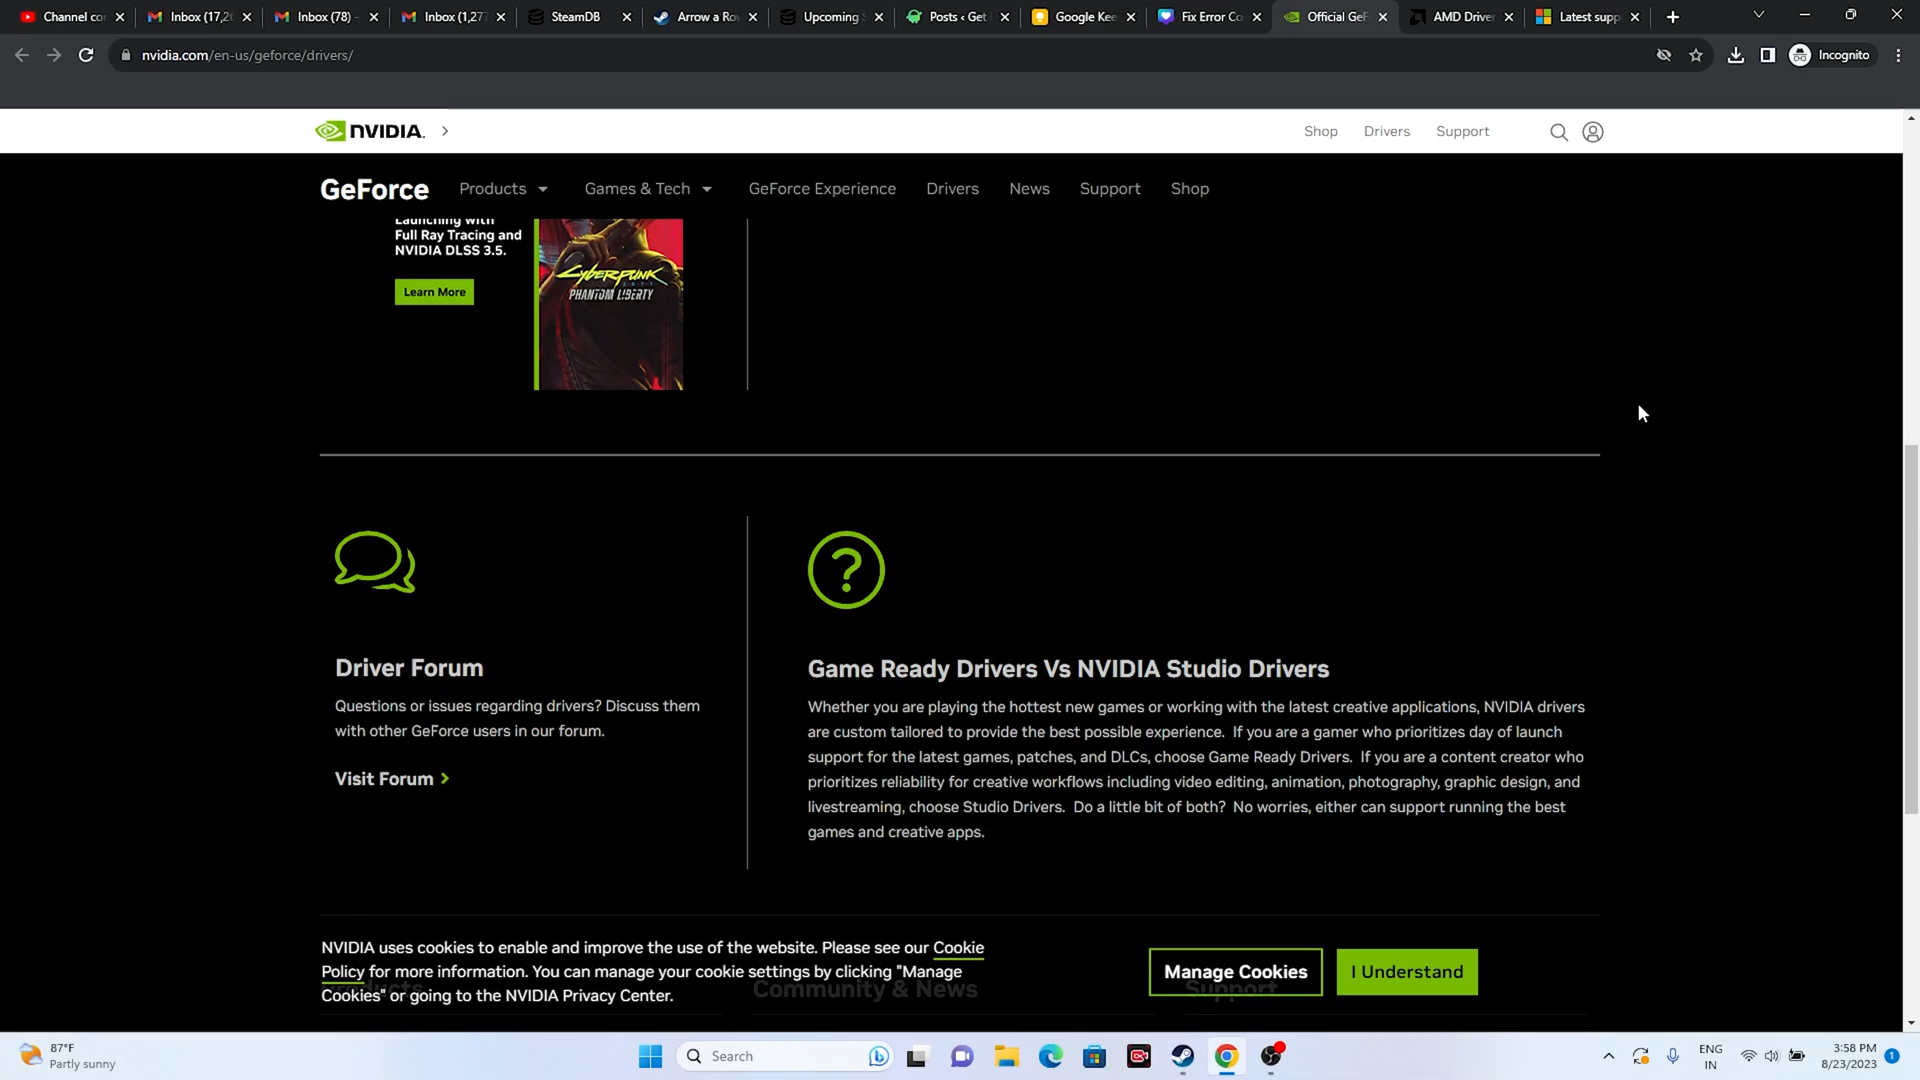 Channel cor
Inbox (17,26
Inbox (78) -
Inbox (1,277
SteamDB
Arrow a Ro
Upcoming S
Posts ‹ Get
Google Kee
Fix Error Co
Official GeF
AMD Driver
Latest supp
nvidia.com/en-us/geforce/drivers/
Incognito
NVIDIA.
Shop
Drivers
Support
GeForce
Products
Games & Tech
GeForce Experience
Drivers
News
Support
Shop
Launching with
Full Ray Tracing and
NVIDIA DLSS 3.5.
Learn More
Cyberpunk
PHANTOM L!BERTY
Driver Forum
Questions or issues regarding drivers? Discuss them
with other GeForce users in our forum.
Visit Forum
Game Ready Drivers Vs NVIDIA Studio Drivers
Whether you are playing the hottest new games or working with the latest creative applications, NVIDIA drivers
are custom tailored to provide the best possible experience. If you are a gamer who prioritizes day of launch
support for the latest games, patches, and DLCs, choose Game Ready Drivers. If you are a content creator who
prioritizes reliability for creative workflows including video editing, animation, photography, graphic design, and
livestreaming, choose Studio Drivers. Do a little bit of both? No worries, either can support running the best
games and creative apps.
NVIDIA uses cookies to enable and improve the use of the website. Please see our Cookie
Policy for more information. You can manage your cookie settings by clicking "Manage
Cookies" or going to the NVIDIA Privacy Center.
Manage Cookies
I Understand
Products
Community & News
Support
87°F
Partly sunny
Search
ENG
IN
3:58 PM
8/23/2023
1